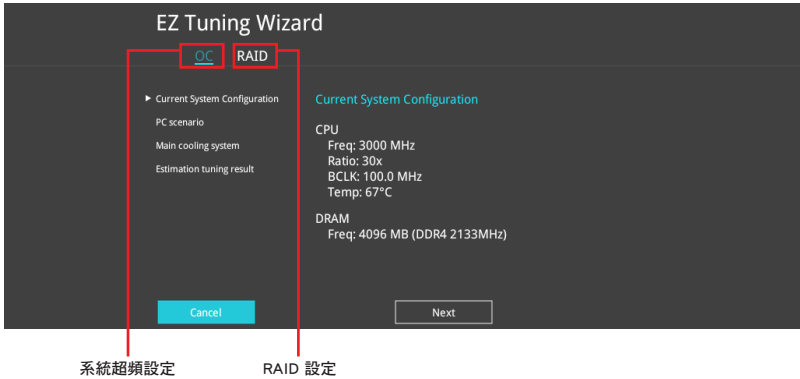 EZ Tuning Wizard
OC RAID
Current System Configuration
PC scenario
Main cooling system
Estimation tuning result
Current System Configuration
CPU
Freq: 3000 MHz
Ratio: 30x
BCLK: 100.0 MHz
Temp: 67°C
DRAM
Freq: 4096 MB (DDR4 2133MHz)
Cancel
Next
系統超頻設定
RAID 設定